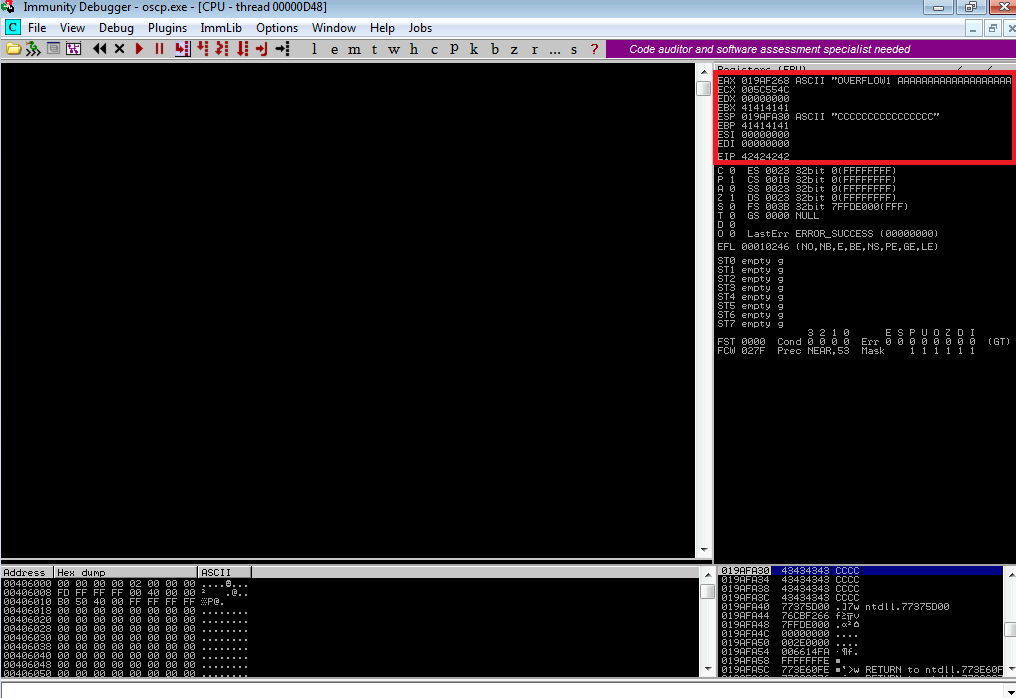 Immunity Debugger - oscp.exe - [CPU - thread 00000D48]
C File View Debug Plugins ImmLib Options Window Help Jobs
l e m t w h c P k b z r ... s ? Code auditor and software assessment specialist needed
Registers (FPU)
EAX 019AF268 ASCII "OVERFLOW1 AAAAAAAAAAAAAAAAAAA
ECX 005C554C
EDX 00000000
EBX 41414141
ESP 019AFA30 ASCII "CCCCCCCCCCCCCCCC"
EBP 41414141
ESI 00000000
EDI 00000000
EIP 42424242
C 0 ES 0023 32bit 0(FFFFFFFF)
P 1 CS 001B 32bit 0(FFFFFFFF)
A 0 SS 0023 32bit 0(FFFFFFFF)
Z 1 DS 0023 32bit 0(FFFFFFFF)
S 0 FS 003B 32bit 7FFDE000(FFF)
T 0 GS 0000 NULL
D 0
O 0 LastErr ERROR_SUCCESS (00000000)
EFL 00010246 (NO,NB,E,BE,NS,PE,GE,LE)
ST0 empty g
ST1 empty g
ST2 empty g
ST3 empty g
ST4 empty g
ST5 empty g
ST6 empty g
ST7 empty g
3 2 1 0 E S P U O Z D I
FST 0000 Cond 0 0 0 0 Err 0 0 0 0 0 0 0 0 (GT)
FCW 027F Prec NEAR,53 Mask 1 1 1 1 1 1
Address Hex dump ASCII
00406000 00 00 00 00 02 00 00 00
00406008 FD FF FF FF 00 40 00 00
00406010 B0 50 40 00 FF FF FF FF
00406018 00 00 00 00 00 00 00 00 ........
00406020 00 00 00 00 00 00 00 00 ........
00406028 00 00 00 00 00 00 00 00 ........
00406030 00 00 00 00 00 00 00 00 ........
00406038 00 00 00 00 00 00 00 00 ........
00406040 00 00 00 00 00 00 00 00 ........
00406048 00 00 00 00 00 00 00 00 ........
00406050 00 00 00 00 00 00 00 00 ........
019AFA30 43434343 CCCC
019AFA34 43434343 CCCC
019AFA38 43434343 CCCC
019AFA3C 43434343 CCCC
019AFA40 77375D00 .]7w ntdll.77375D00
019AFA44 76CBF266
019AFA48 7FFDE000
019AFA4C 00000000 ....
019AFA50 002E0000 ....
019AFA54 006614FA
019AFA58 FFFFFFFE
019AFA5C 773E60FE RETURN to ntdll.773E60F